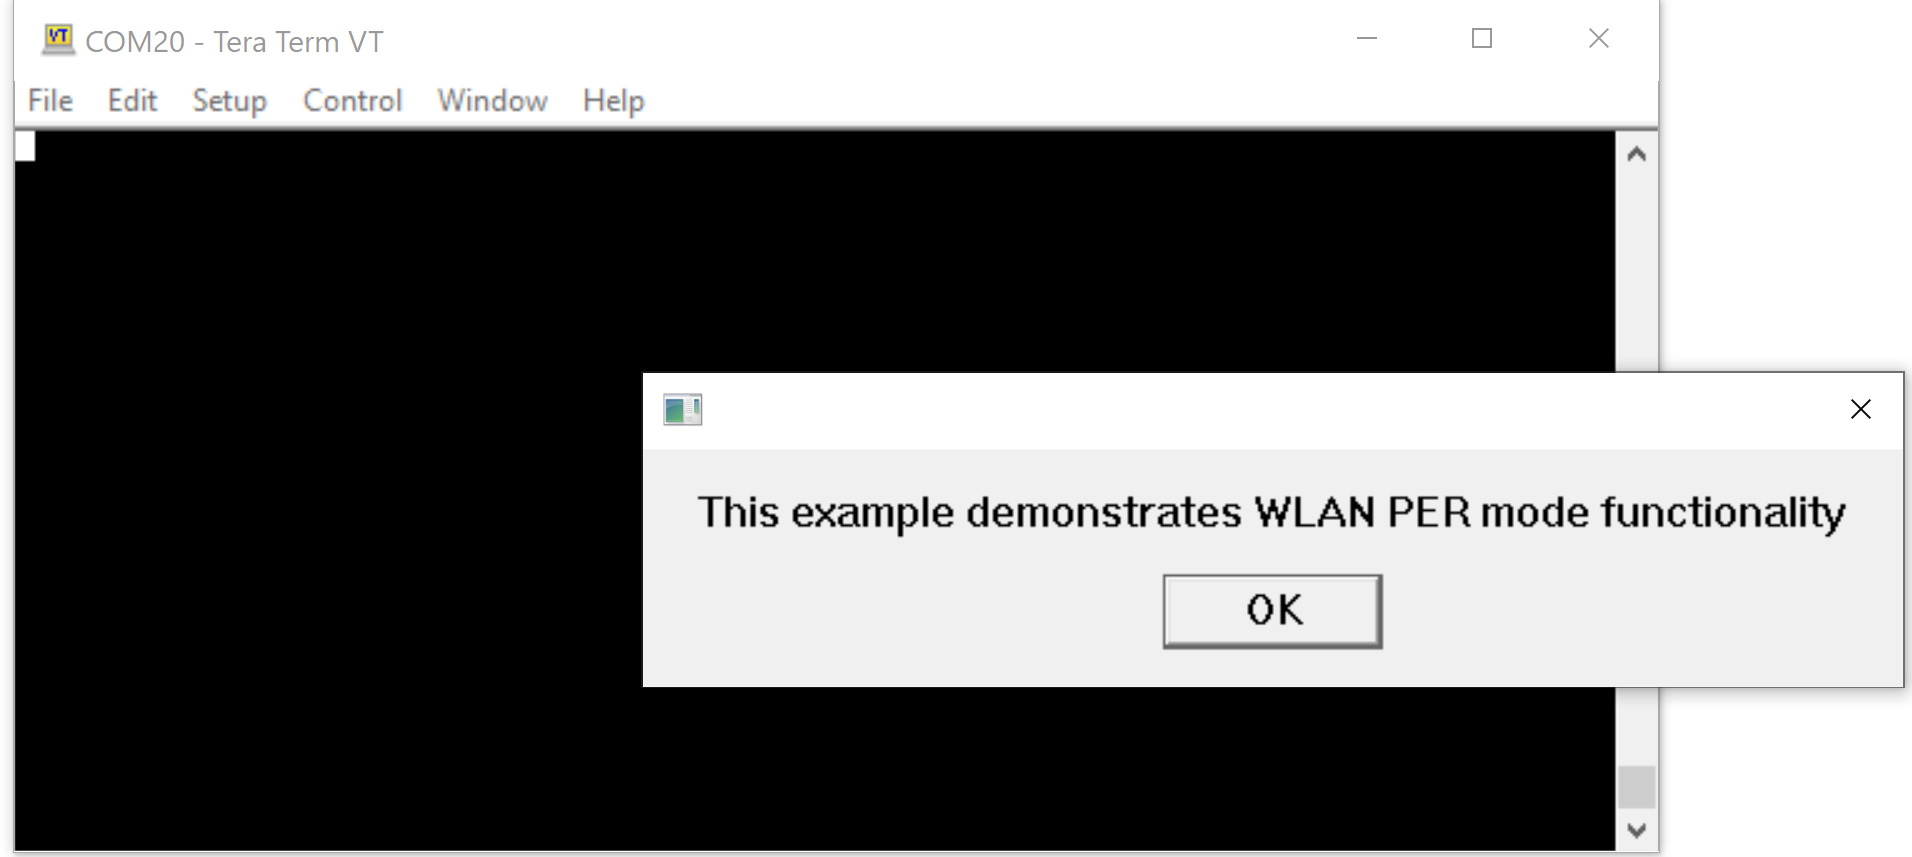 VT COM20 - Tera Term VT
File Edit Setup Control Window Help
This example demonstrates WLAN PER mode functionality
OK